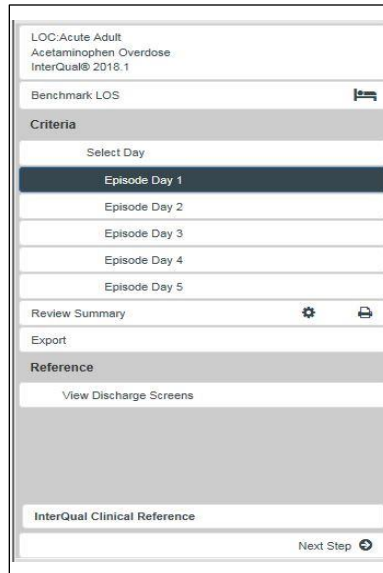 LOC:Acute Adult
Acetaminophen Overdose
InterQual® 2018.1
Benchmark LOS
Criteria
Select Day
Episode Day 1
Episode Day 2
Episode Day 3
Episode Day 4
Episode Day 5
Review Summary
Export
Reference
View Discharge Screens
InterQual Clinical Reference
Next Step